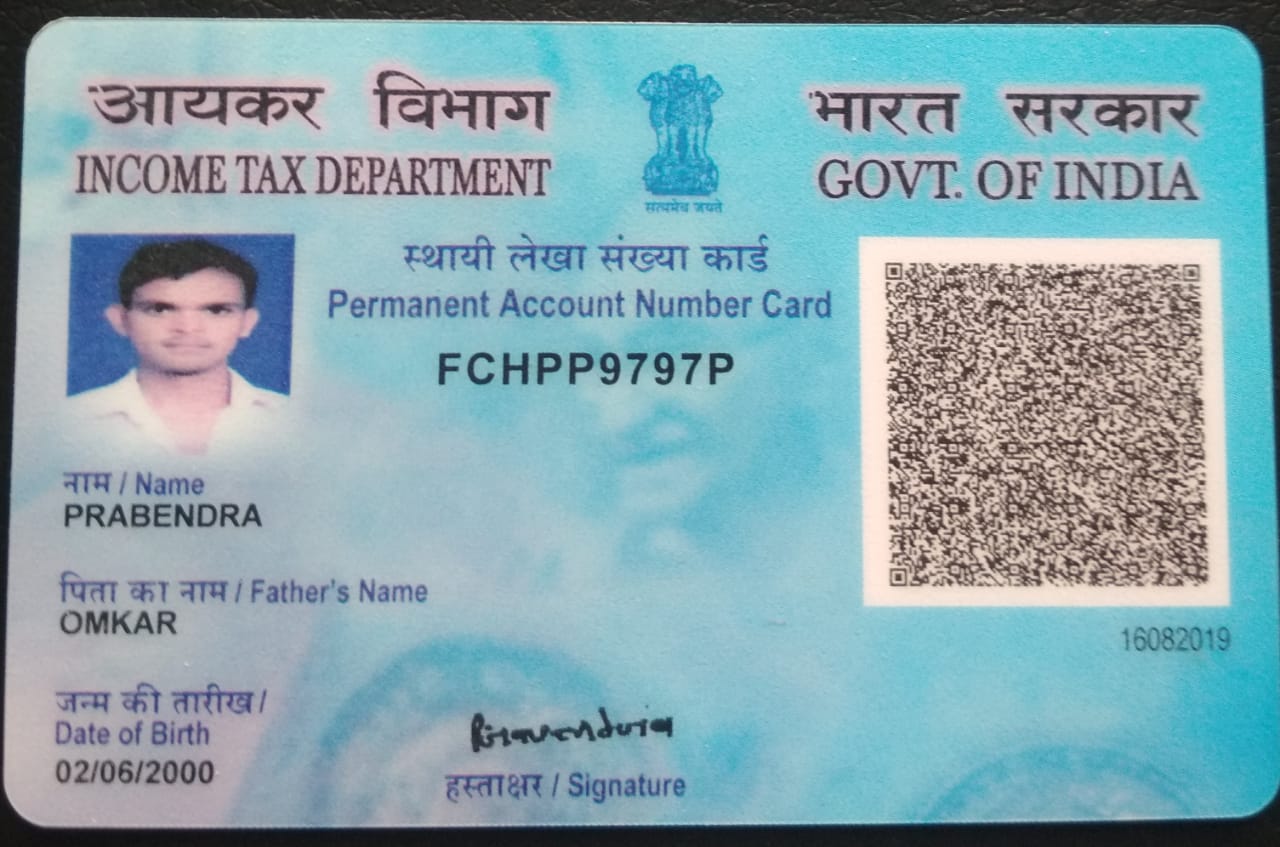 आयकर विभाग
INCOME TAX DEPARTMENT
सत्यमेव जयते
भारत सरकार
GOVT. OF INDIA
स्थायी लेखा संख्या कार्ड
Permanent Account Number Card
FCHPP9797P
नाम / Name
PRABENDRA
पिता का नाम / Father's Name
OMKAR
16082019
जन्म की तारीख /
Date of Birth
02/06/2000
हस्ताक्षर / Signature